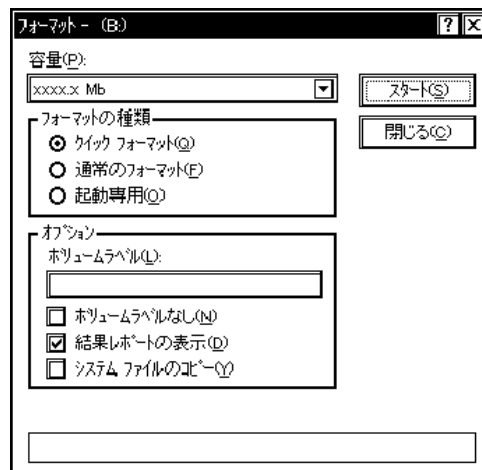 フォーマット - (B:)
容量(P):
xxxx.x Mb
スタート(S)
フォーマットの種類
閉じる(C)
クイック フォーマット(Q)
通常のフォーマット(F)
起動専用(O)
オプション
ボリュームラベル(L):
ボリュームラベルなし(N)
結果レポートの表示(D)
システム ファイルのコピー(Y)